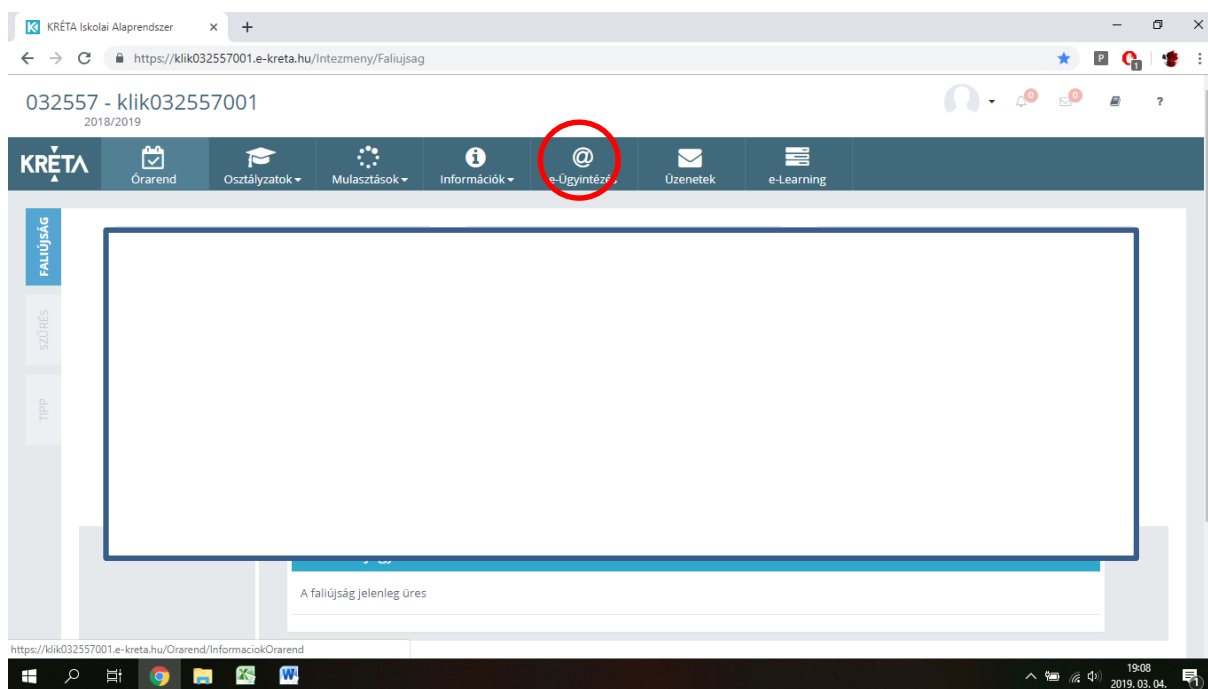 KRÉTA Iskolai Alaprendszer
https://klik032557001.e-kreta.hu/Intezmeny/Faliujsag
032557 - klik032557001
2018/2019
0 0 ?
KRÉTA Órarend Osztályzatok Mulasztások Információk e-Ügyintézés Üzenetek e-Learning
FALIÚJSÁG
SZŰRÉS
TIPP
A faliújság jelenleg üres
https://klik032557001.e-kreta.hu/Orarend/InformaciokOrarend
19:08
2019. 03. 04.